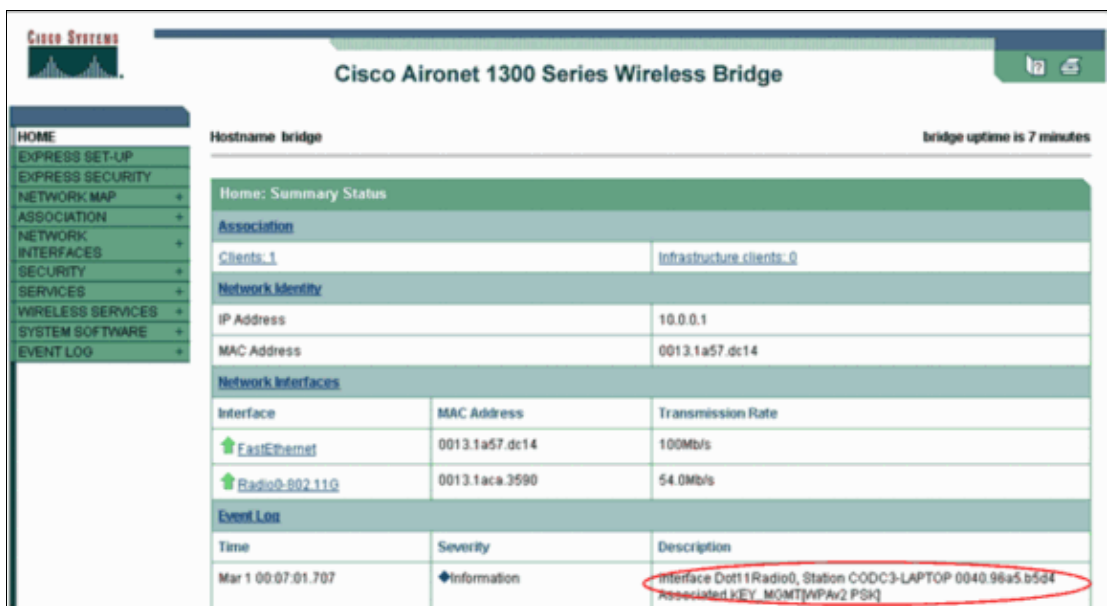 CISCO SYSTEMS
Cisco Aironet 1300 Series Wireless Bridge
HOME
EXPRESS SET-UP
EXPRESS SECURITY
NETWORK MAP +
ASSOCIATION +
NETWORK
INTERFACES +
SECURITY +
SERVICES +
WIRELESS SERVICES +
SYSTEM SOFTWARE +
EVENT LOG +
Hostname bridge bridge uptime is 7 minutes
Home: Summary Status
Association
Clients: 1 Infrastructure clients: 0
Network Identity
IP Address 10.0.0.1
MAC Address 0013.1a57.dc14
Network Interfaces
Interface MAC Address Transmission Rate
FastEthernet 0013.1a57.dc14 100Mb/s
Radio0-802.11G 0013.1aca.3590 54.0Mb/s
Event Log
Time Severity Description
Mar 1 00:07:01.707 Information Interface Dot11Radio0, Station CODC3-LAPTOP 0040.96a5.b5d4
Associated KEY_MGMT[WPAv2 PSK]